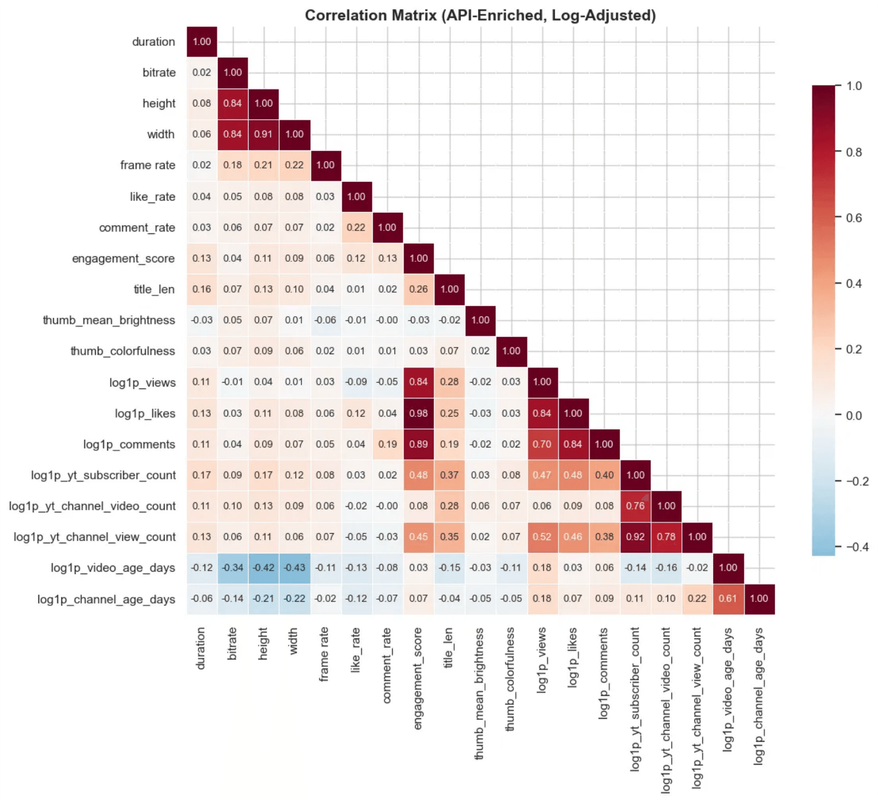 Correlation Matrix (API-Enriched, Log-Adjusted)
duration 1.00
bitrate 0.02 1.00
height 0.08 0.84 1.00
width 0.06 0.84 0.91 1.00
frame rate 0.02 0.18 0.21 0.22 1.00
like_rate 0.04 0.05 0.08 0.08 0.03 1.00
comment_rate 0.03 0.06 0.07 0.07 0.02 0.22 1.00
engagement_score 0.13 0.04 0.11 0.09 0.06 0.12 0.13 1.00
title_len 0.16 0.07 0.13 0.10 0.04 0.01 0.02 0.26 1.00
thumb_mean_brightness -0.03 0.05 0.07 0.01 -0.06 -0.01 -0.00 -0.03 -0.02 1.00
thumb_colorfulness 0.03 0.07 0.09 0.06 0.02 0.01 0.01 0.03 0.07 0.02 1.00
log1p_views 0.11 -0.01 0.04 0.01 0.03 -0.09 -0.05 0.84 0.28 -0.02 0.03 1.00
log1p_likes 0.13 0.03 0.11 0.08 0.06 0.12 0.04 0.98 0.25 -0.03 0.03 0.84 1.00
log1p_comments 0.11 0.04 0.09 0.07 0.05 0.04 0.19 0.89 0.19 -0.02 0.02 0.70 0.84 1.00
log1p_yt_subscriber_count 0.17 0.09 0.17 0.12 0.08 0.03 0.02 0.48 0.37 0.03 0.08 0.47 0.48 0.40 1.00
log1p_yt_channel_video_count 0.11 0.10 0.13 0.09 0.06 -0.02 -0.00 0.08 0.28 0.06 0.07 0.06 0.09 0.08 0.76 1.00
log1p_yt_channel_view_count 0.13 0.06 0.11 0.06 0.07 -0.05 -0.03 0.45 0.35 0.02 0.07 0.52 0.46 0.38 0.92 0.78 1.00
log1p_video_age_days -0.12 -0.34 -0.42 -0.43 -0.11 -0.13 -0.08 0.03 -0.15 -0.03 -0.11 0.18 0.03 0.06 -0.14 -0.16 -0.02 1.00
log1p_channel_age_days -0.06 -0.14 -0.21 -0.22 -0.02 -0.12 -0.07 0.07 -0.04 -0.05 -0.05 0.18 0.07 0.09 0.11 0.10 0.22 0.61 1.00
duration
bitrate
height
width
frame rate
like_rate
comment_rate
engagement_score
title_len
thumb_mean_brightness
thumb_colorfulness
log1p_views
log1p_likes
log1p_comments
log1p_yt_subscriber_count
log1p_yt_channel_video_count
log1p_yt_channel_view_count
log1p_video_age_days
log1p_channel_age_days
1.0
0.8
0.6
0.4
0.2
0.0
−0.2
−0.4